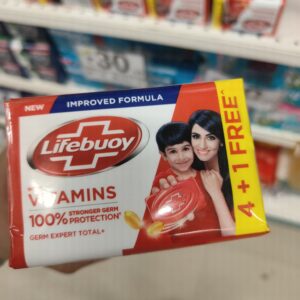 NEW
IMPROVED FORMULA
Lifebuoy
VITAMINS
100% STRONGER GERM PROTECTION*
GERM EXPERT TOTAL+
4+1 FREE^
30